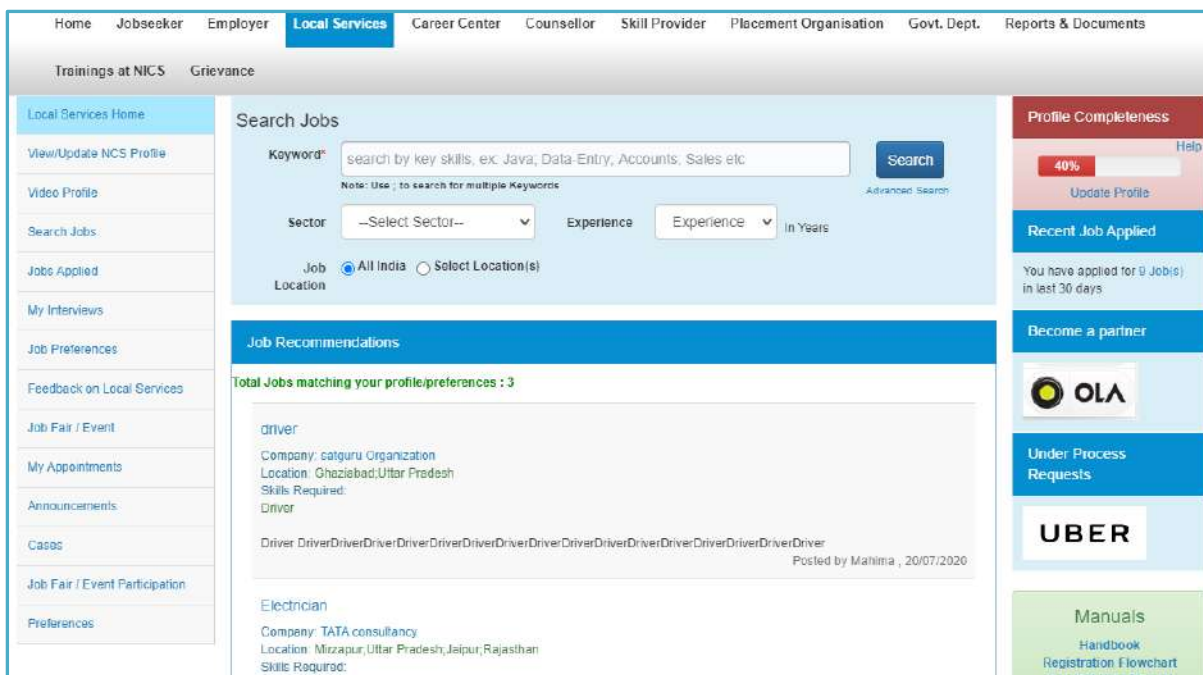 Home Jobseeker Employer Local Services Career Center Counsellor Skill Provider Placement Organisation Govt. Dept. Reports & Documents
Trainings at NICS Grievance
Local Services Home
View/Update NCS Profile
Video Profile
Search Jobs
Jobs Applied
My Interviews
Job Preferences
Feedback on Local Services
Job Fair / Event
My Appointments
Announcements
Cases
Job Fair / Event Participation
Preferences
Search Jobs
Keyword*
search by key skills, ex: Java, Data-Entry, Accounts, Sales etc
Search
Note: Use ; to search for multiple Keywords
Advanced Search
Sector --Select Sector-- Experience Experience In Years
Job Location All India Select Location(s)
Job Recommendations
Total Jobs matching your profile/preferences : 3
driver
Company: satguru Organization
Location: Ghaziabad;Uttar Pradesh
Skills Required:
Driver
Driver DriverDriverDriverDriverDriverDriverDriverDriverDriverDriverDriverDriverDriverDriverDriverDriver
Posted by Mahima , 20/07/2020
Electrician
Company: TATA consultancy
Location: Mirzapur;Uttar Pradesh;Jaipur;Rajasthan
Skills Required:
Profile Completeness
Help
40%
Update Profile
Recent Job Applied
You have applied for 9 Job(s)
in last 30 days
Become a partner
OLA
Under Process
Requests
UBER
Manuals
Handbook
Registration Flowchart